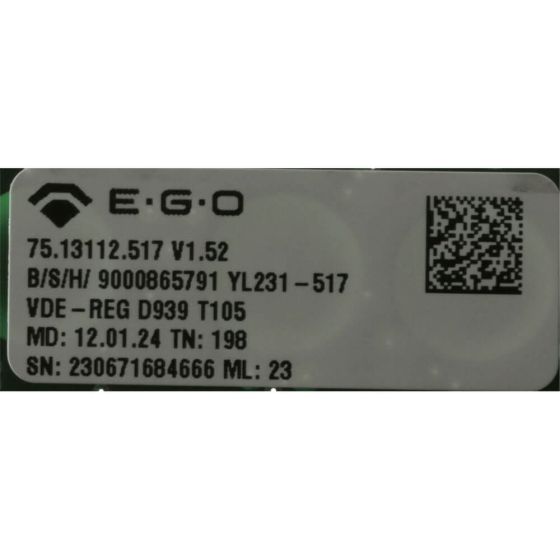 E·G·O
75.13112.517 V1.52
B/S/H/ 9000865791 YL231-517
VDE-REG D939 T105
MD: 12.01.24 TN: 198
SN: 230671684666 ML: 23